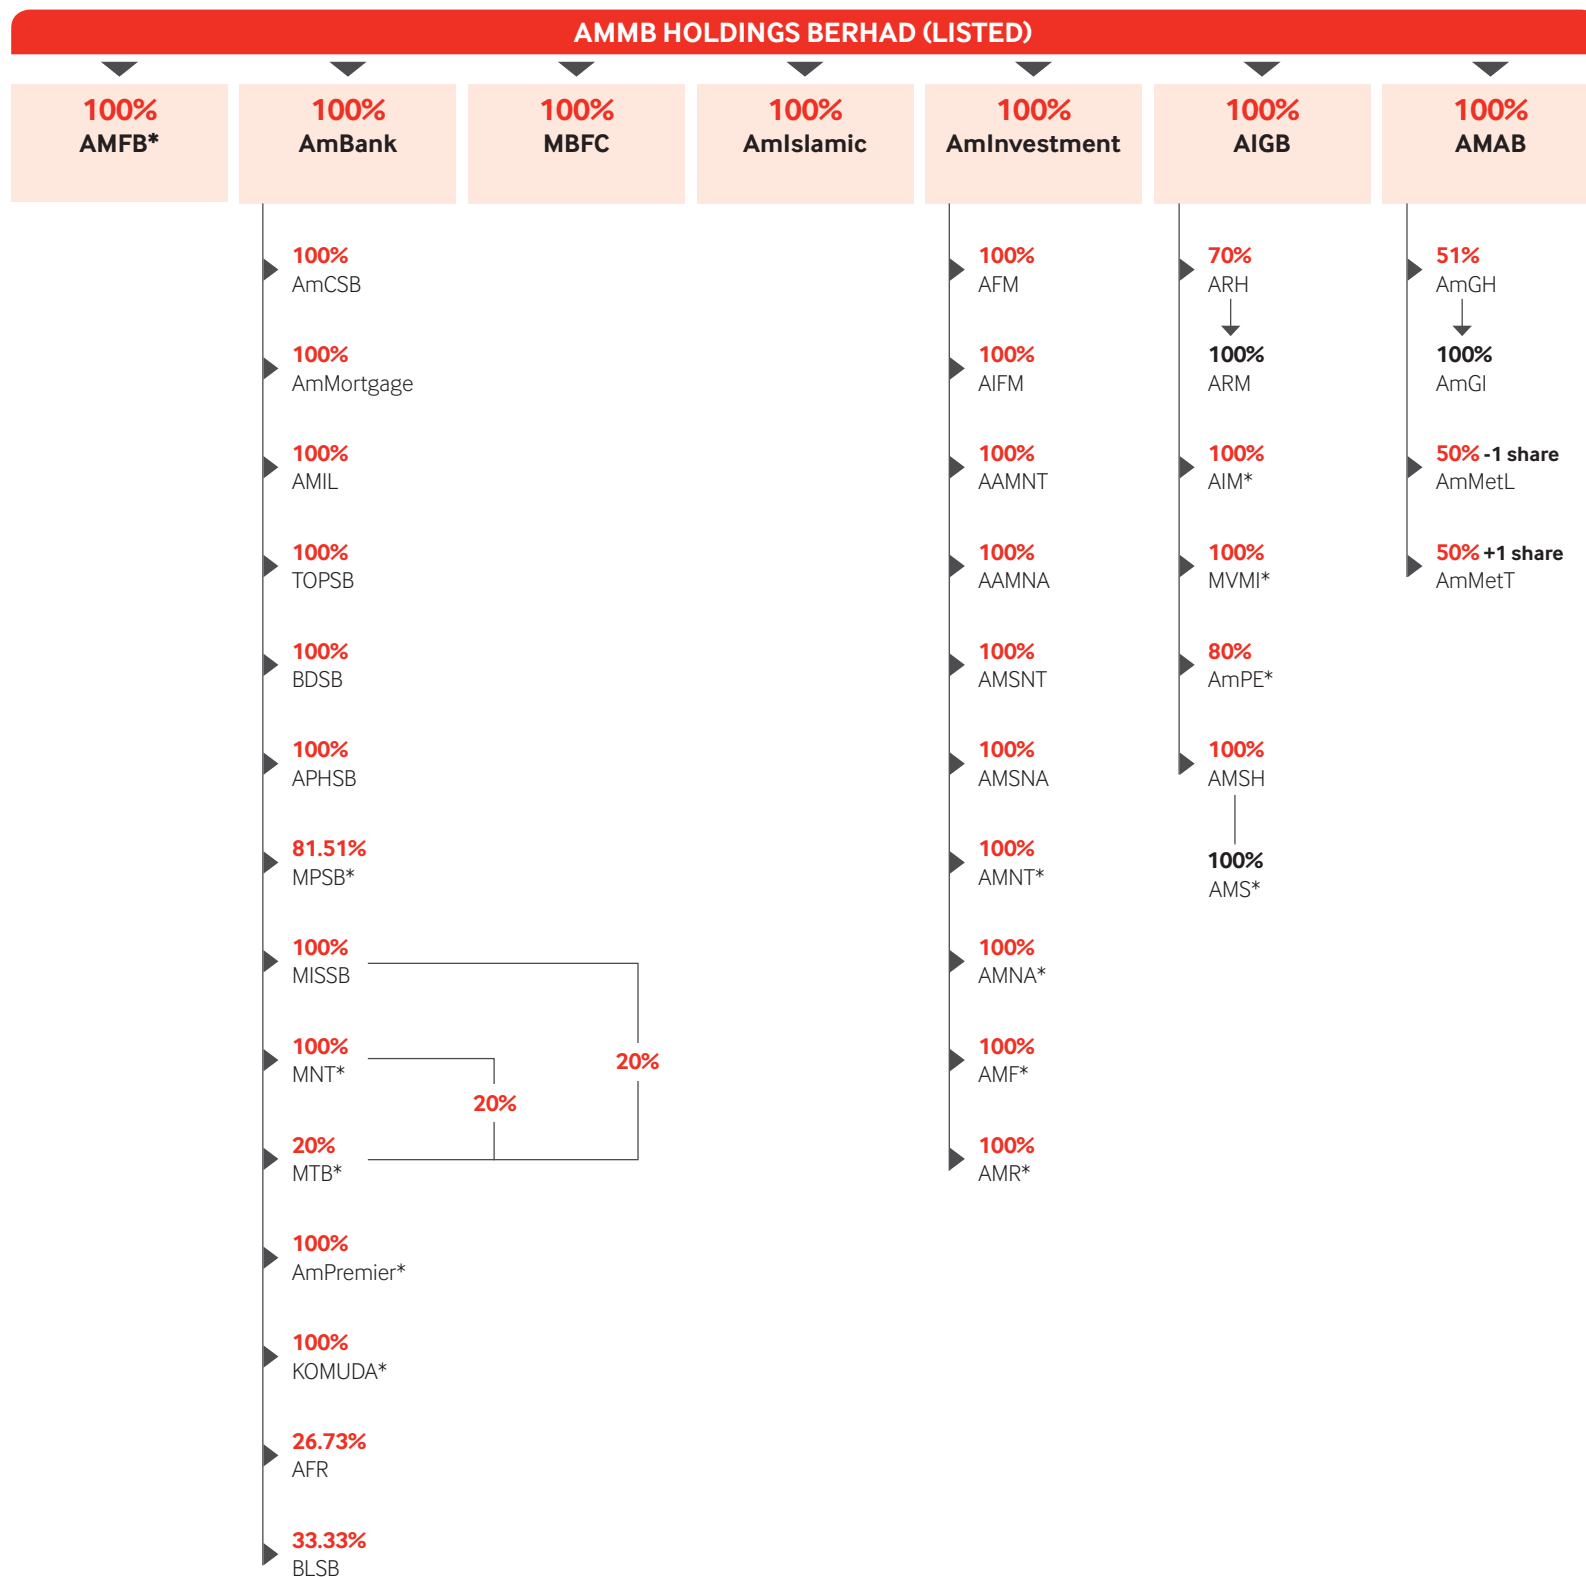 AMMB HOLDINGS BERHAD (LISTED)
100%
AMFB*
100%
AmBank
100%
MBFC
100%
AmIslamic
100%
AmInvestment
100%
AIGB
100%
AMAB
100%
AmCSB
100%
AmMortgage
100%
AMIL
100%
TOPSB
100%
BDSB
100%
APHSB
81.51%
MPSB*
100%
MISSB
100%
MNT*
20%
MTB*
20%
20%
100%
AmPremier*
100%
KOMUDA*
26.73%
AFR
33.33%
BLSB
100%
AFM
100%
AIFM
100%
AAMNT
100%
AAMNA
100%
AMSNT
100%
AMSNA
100%
AMNT*
100%
AMNA*
100%
AMF*
100%
AMR*
70%
ARH
100%
ARM
100%
AIM*
100%
MVMI*
80%
AmPE*
100%
AMSH
100%
AMS*
51%
AmGH
100%
AmGI
50% -1 share
AmMetL
50% +1 share
AmMetT